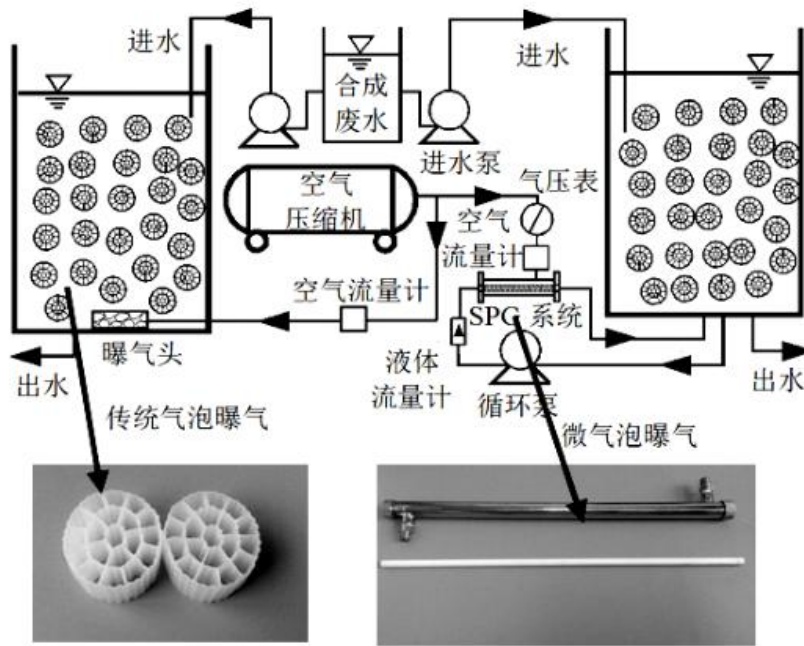 进水
合成
废水
进水
进水泵
空气
压缩机
气压表
空气
流量计
空气流量计
SPG 系统
曝气头
出水
液体
流量计
循环泵
出水
传统气泡曝气
微气泡曝气